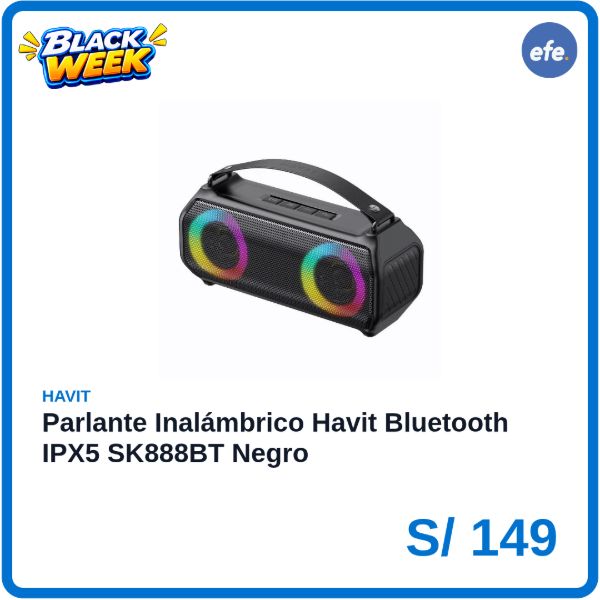 BLACK
WEEK
efe.
HAVIT
Parlante Inalámbrico Havit Bluetooth
IPX5 SK888BT Negro
S/ 149